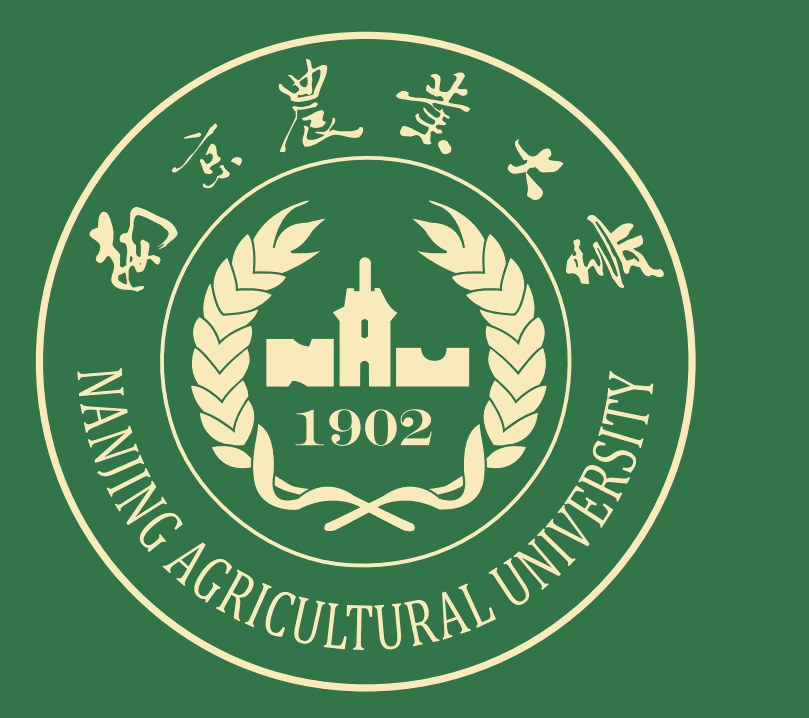 南京農業大學
1902
NANJING AGRICULTURAL UNIVERSITY